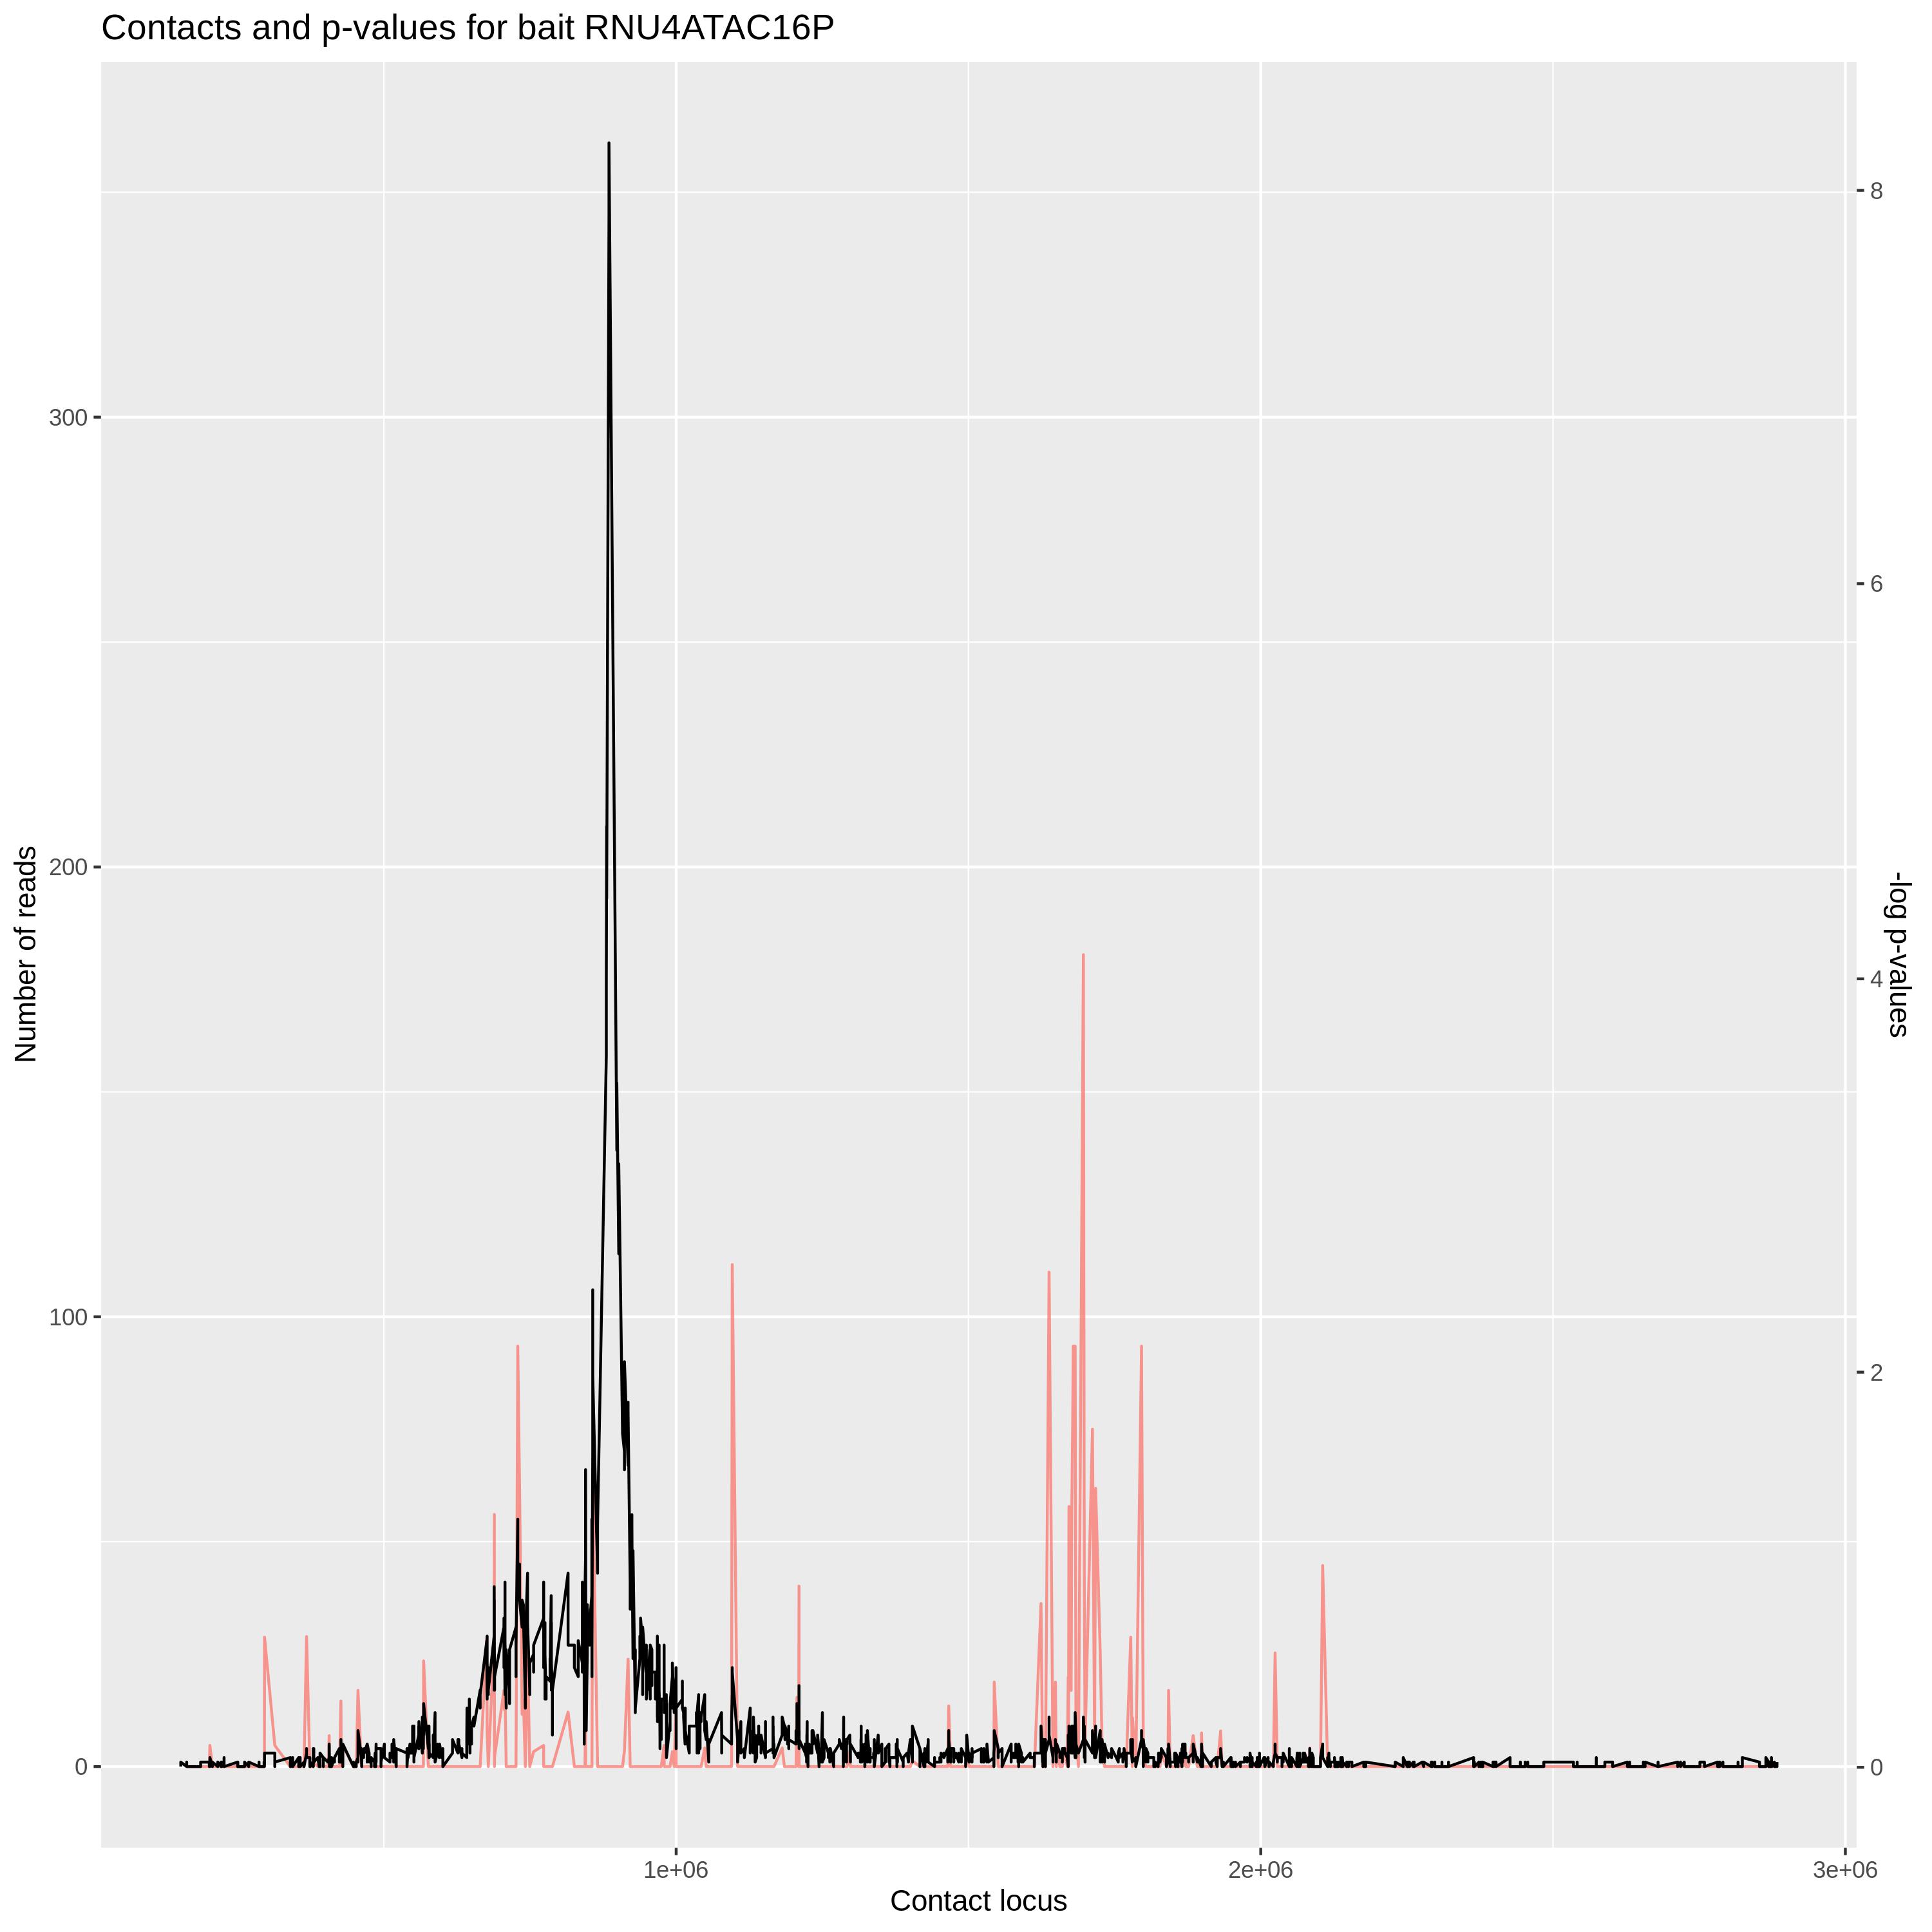 Contacts and p-values for bait RNU4ATAC16P
Number of reads
300
200
100
0
8
6
4
2
0
-log p-values
1e+06
2e+06
3e+06
Contact locus